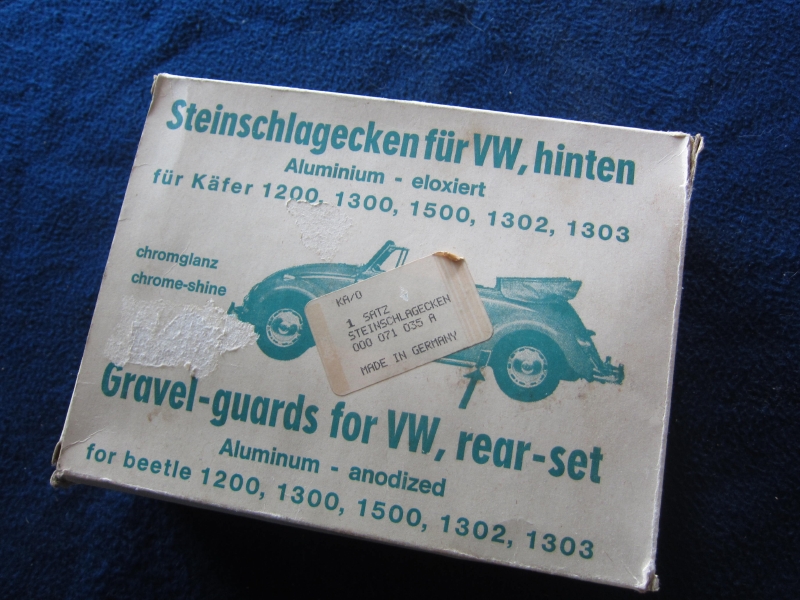 Steinschlagecken für VW, hinten
Aluminium - eloxiert
für Käfer 1200, 1300, 1500, 1302, 1303
chromglanz
chrome-shine
KA/O
1 SATZ
STEINSCHLAGECKEN
000 071 035 A
MADE IN GERMANY
Gravel-guards for VW, rear-set
Aluminum - anodized
for beetle 1200, 1300, 1500, 1302, 1303